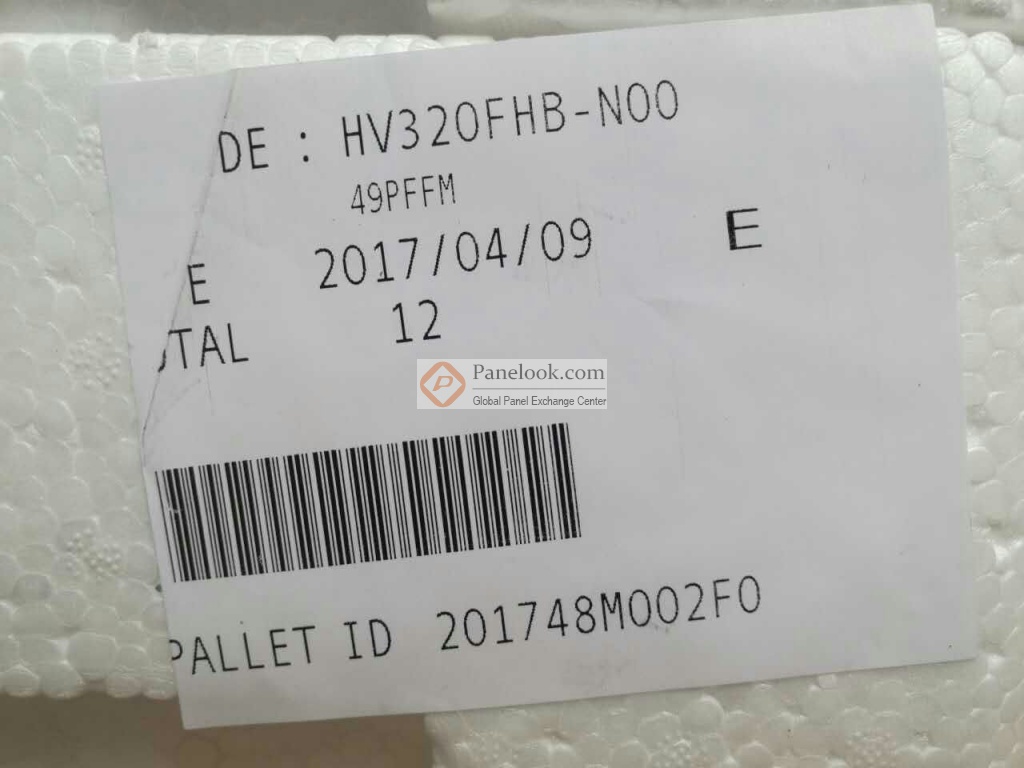 DE : HV320FHB-N00
49PFFM
E 2017/04/09 E
TAL 12
Panelook.com
Global Panel Exchange Center
PALLET ID 201748M002F0